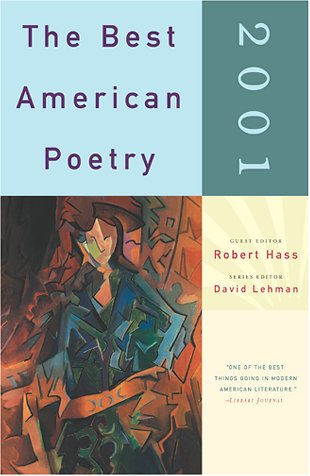 The Best
American
Poetry
2001
GUEST EDITOR
Robert Hass
SERIES EDITOR
David Lehman
"ONE OF THE BEST
THINGS GOING IN MODERN
AMERICAN LITERATURE."
—LIBRARY JOURNAL